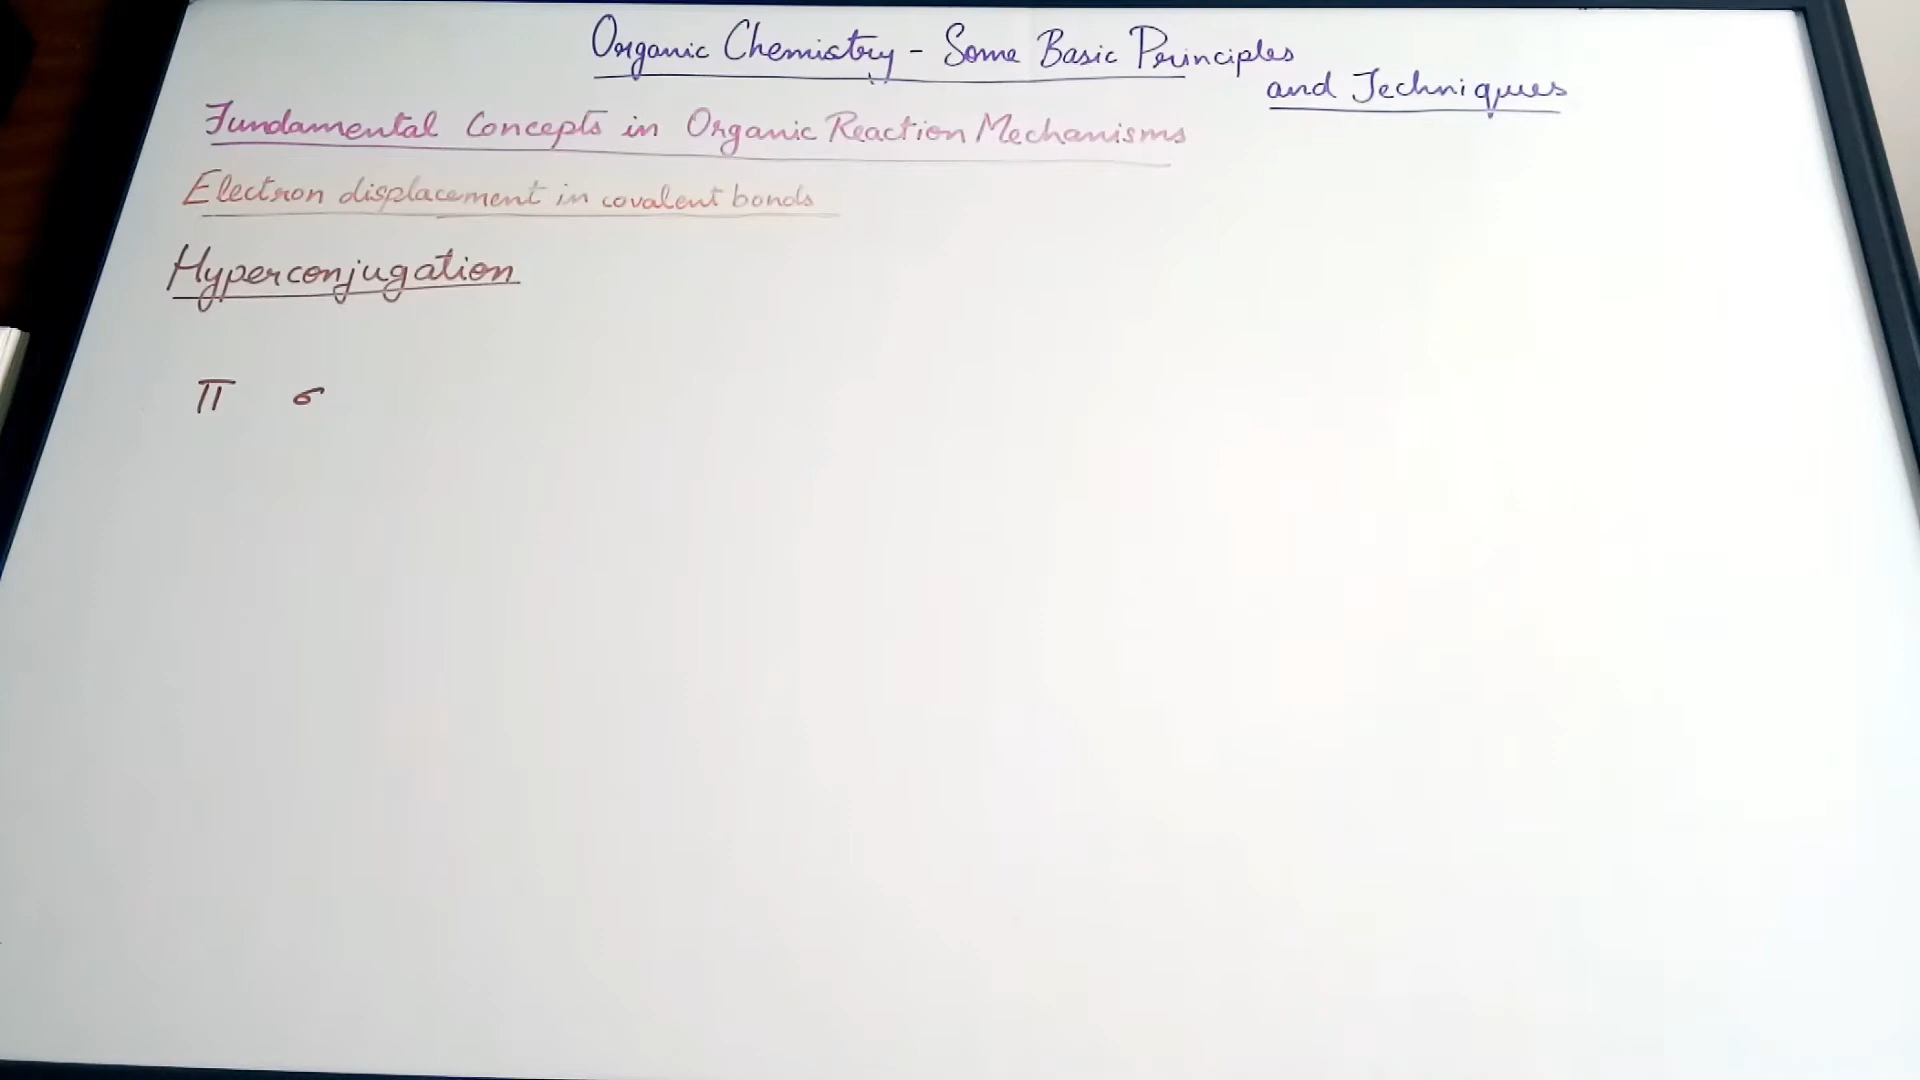 Organic Chemistry - Some Basic Principles
and Techniques
Fundamental Concepts in Organic Reaction Mechanisms
Electron displacement in covalent bonds
Hyperconjugation
π σ